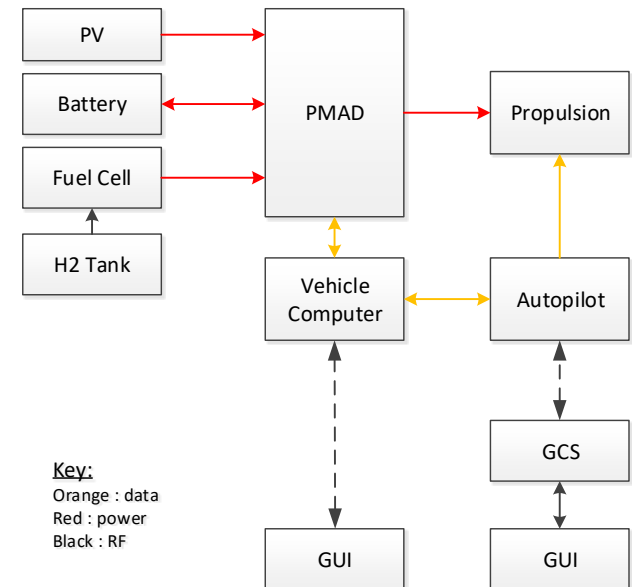 PV
Battery
Fuel Cell
H2 Tank
PMAD
Propulsion
Vehicle
Computer
Autopilot
GCS
GUI
GUI
Key:
Orange : data
Red : power
Black : RF